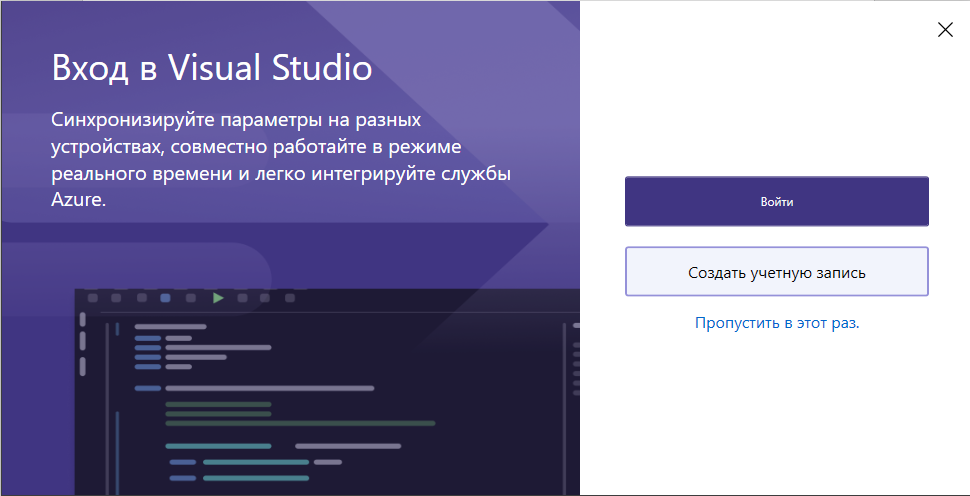 Вход в Visual Studio
Синхронизируйте параметры на разных
устройствах, совместно работайте в режиме
реального времени и легко интегрируйте службы
Azure.
Войти
Создать учетную запись
Пропустить в этот раз.